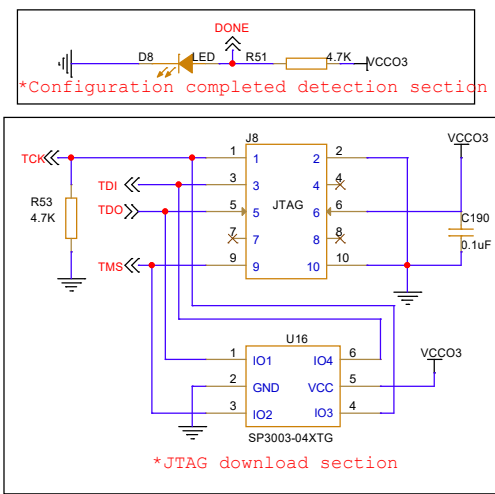 DONE
D8 LED R51 4.7K VCCO3
*Configuration completed detection section
J8 VCCO3
TCK 1 1 2 2
TDI 3 3 4 4
R53 JTAG
4.7K
TDO 5 5 6 6
C190
7 7 8 8
0.1uF
TMS 9 9 10 10
U16
1 IO1 IO4 6 VCCO3
2 GND VCC 5
3 IO2 IO3 4
SP3003-04XTG
*JTAG download section